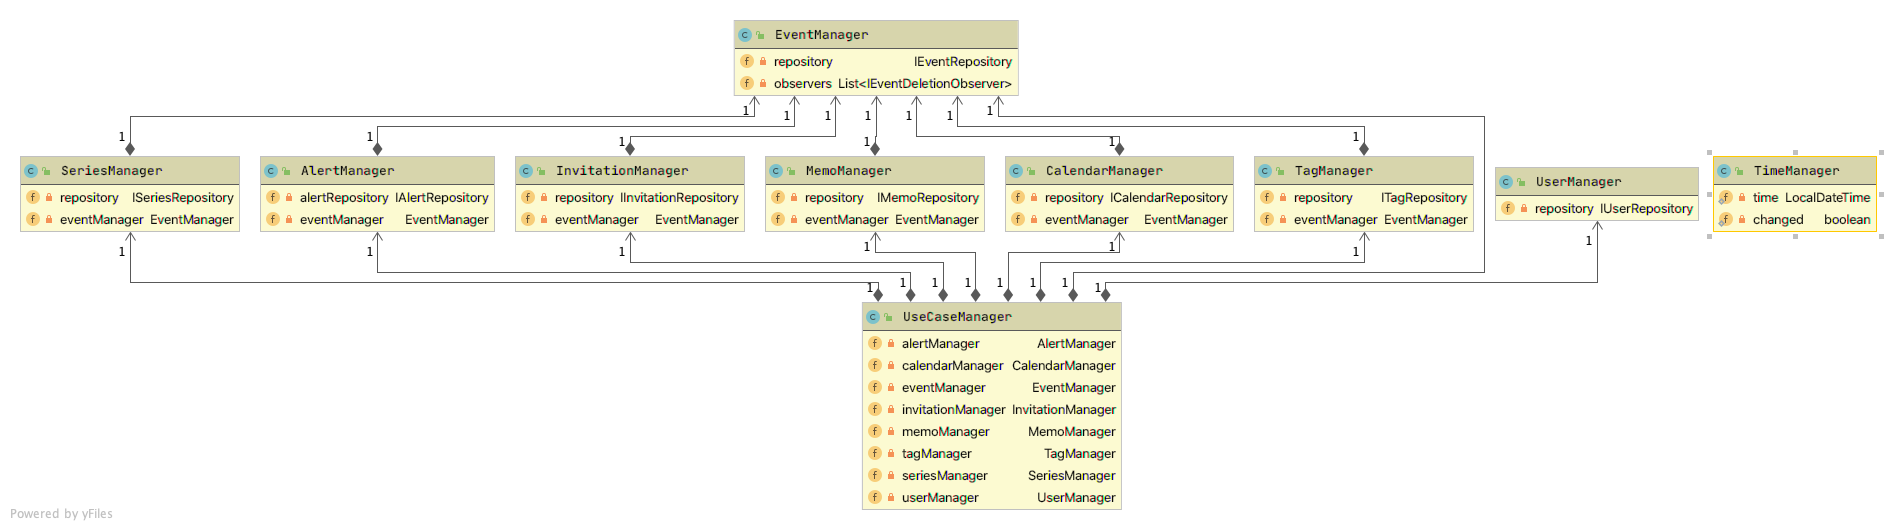 EventManager
repository IEventRepository
observers List<IEventDeletionObserver>
1 1 1 1 1 1 1
1 1 1 1 1 1
SeriesManager
repository ISeriesRepository
eventManager EventManager
AlertManager
alertRepository IAlertRepository
eventManager EventManager
InvitationManager
repository IInvitationRepository
eventManager EventManager
MemoManager
repository IMemoRepository
eventManager EventManager
CalendarManager
repository ICalendarRepository
eventManager EventManager
TagManager
repository ITagRepository
eventManager EventManager
UserManager
repository IUserRepository
TimeManager
time LocalDateTime
changed boolean
1 1 1 1 1 1 1
1 1 1 1 1 1 1 1
UseCaseManager
alertManager AlertManager
calendarManager CalendarManager
eventManager EventManager
invitationManager InvitationManager
memoManager MemoManager
tagManager TagManager
seriesManager SeriesManager
userManager UserManager
Powered by yFiles